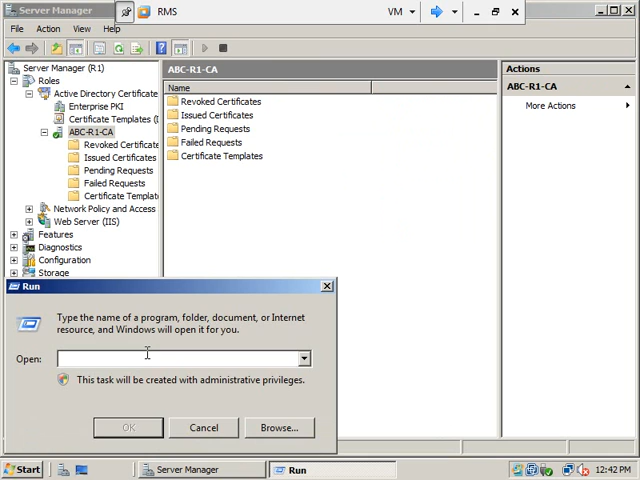 Server Manager
RMS
VM
File
Action
View
Help
Server Manager (R1)
Roles
Active Directory Certificate
Enterprise PKI
Certificate Templates (
ABC-R1-CA
Revoked Certificate
Issued Certificates
Pending Requests
Failed Requests
Certificate Templat
Network Policy and Access
Web Server (IIS)
Features
Diagnostics
Configuration
Storage
ABC-R1-CA
Name
Revoked Certificates
Issued Certificates
Pending Requests
Failed Requests
Certificate Templates
Actions
ABC-R1-CA
More Actions
Run
Type the name of a program, folder, document, or Internet
resource, and Windows will open it for you.
Open:
This task will be created with administrative privileges.
OK
Cancel
Browse...
Start
Server Manager
Run
12:42 PM